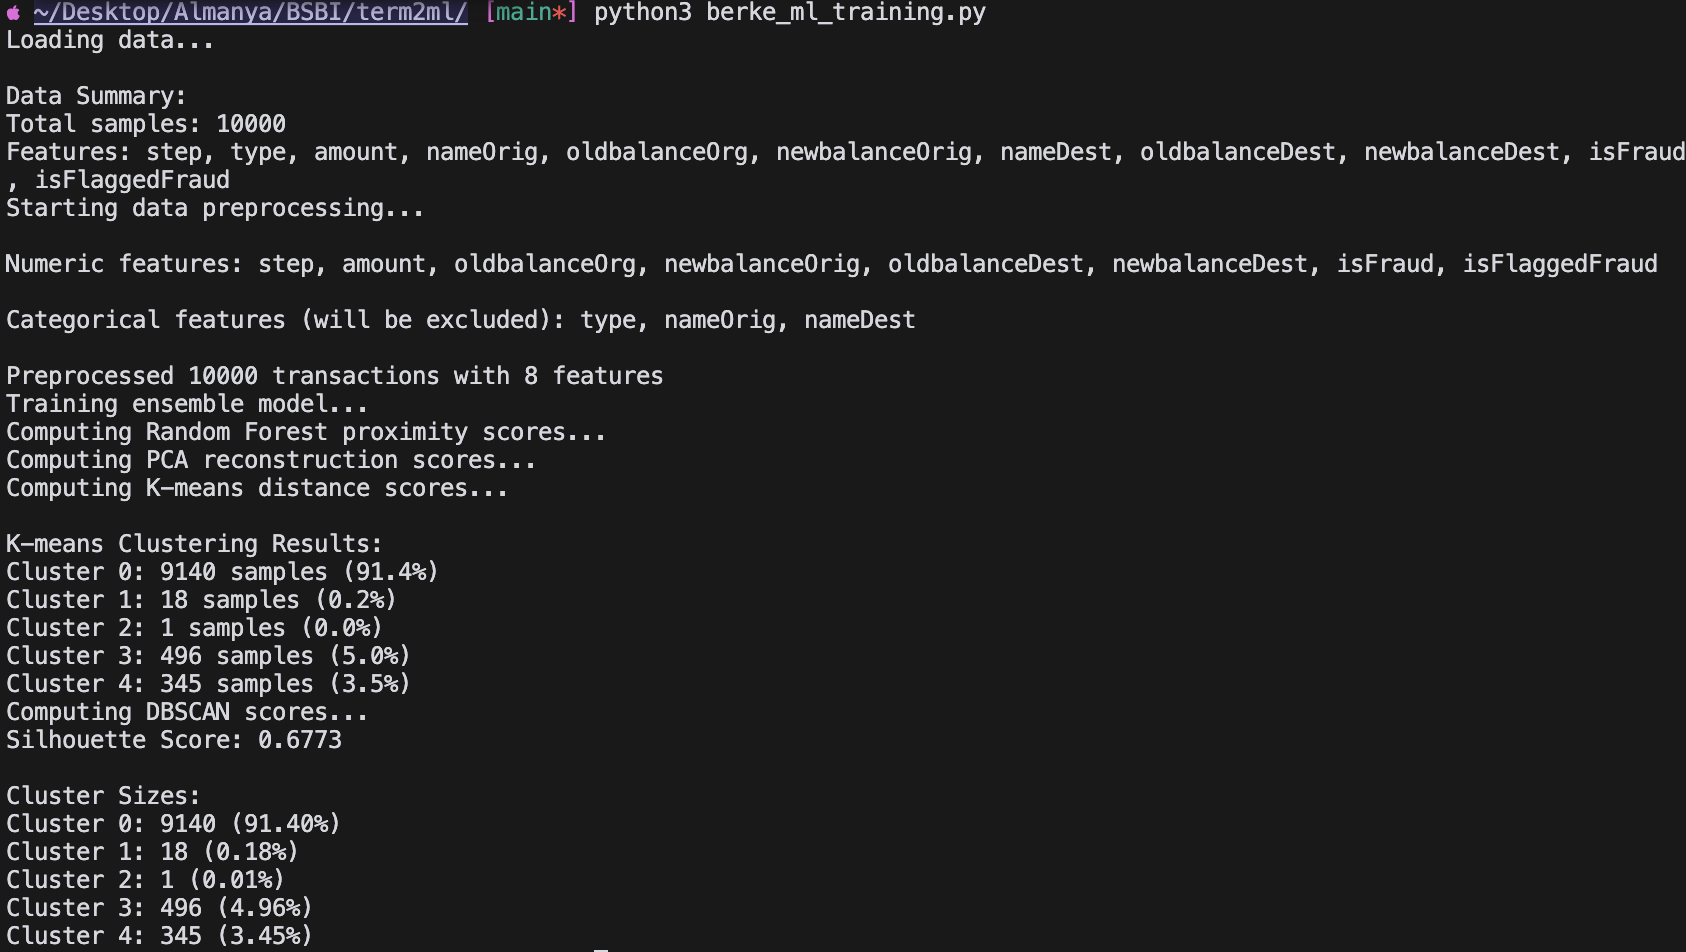 ~/Desktop/Almanya/BSBI/term2ml/ [main*] python3 berke_ml_training.py
Loading data...
Data Summary:
Total samples: 10000
Features: step, type, amount, nameOrig, oldbalanceOrg, newbalanceOrig, nameDest, oldbalanceDest, newbalanceDest, isFraud
, isFlaggedFraud
Starting data preprocessing...
Numeric features: step, amount, oldbalanceOrg, newbalanceOrig, oldbalanceDest, newbalanceDest, isFraud, isFlaggedFraud
Categorical features (will be excluded): type, nameOrig, nameDest
Preprocessed 10000 transactions with 8 features
Training ensemble model...
Computing Random Forest proximity scores...
Computing PCA reconstruction scores...
Computing K-means distance scores...
K-means Clustering Results:
Cluster 0: 9140 samples (91.4%)
Cluster 1: 18 samples (0.2%)
Cluster 2: 1 samples (0.0%)
Cluster 3: 496 samples (5.0%)
Cluster 4: 345 samples (3.5%)
Computing DBSCAN scores...
Silhouette Score: 0.6773
Cluster Sizes:
Cluster 0: 9140 (91.40%)
Cluster 1: 18 (0.18%)
Cluster 2: 1 (0.01%)
Cluster 3: 496 (4.96%)
Cluster 4: 345 (3.45%)